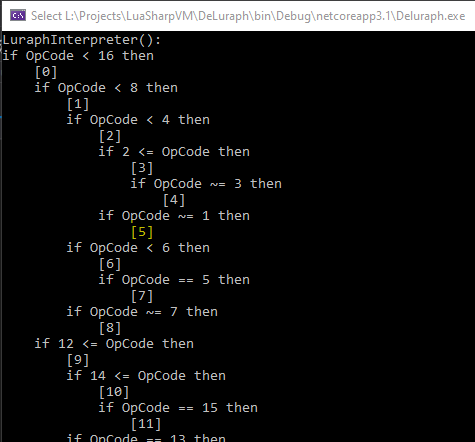 Select L:\Projects\LuaSharpVM\DeLuraph\bin\Debug\netcoreapp3.1\Deluraph.exe
LuraphInterpreter():
if OpCode < 16 then
    [0]
    if OpCode < 8 then
        [1]
        if OpCode < 4 then
            [2]
            if 2 <= OpCode then
                [3]
                if OpCode ~= 3 then
                    [4]
            if OpCode ~= 1 then
                [5]
        if OpCode < 6 then
            [6]
            if OpCode == 5 then
                [7]
        if OpCode ~= 7 then
            [8]
    if 12 <= OpCode then
        [9]
        if 14 <= OpCode then
            [10]
            if OpCode == 15 then
                [11]
        if OpCode == 13 then